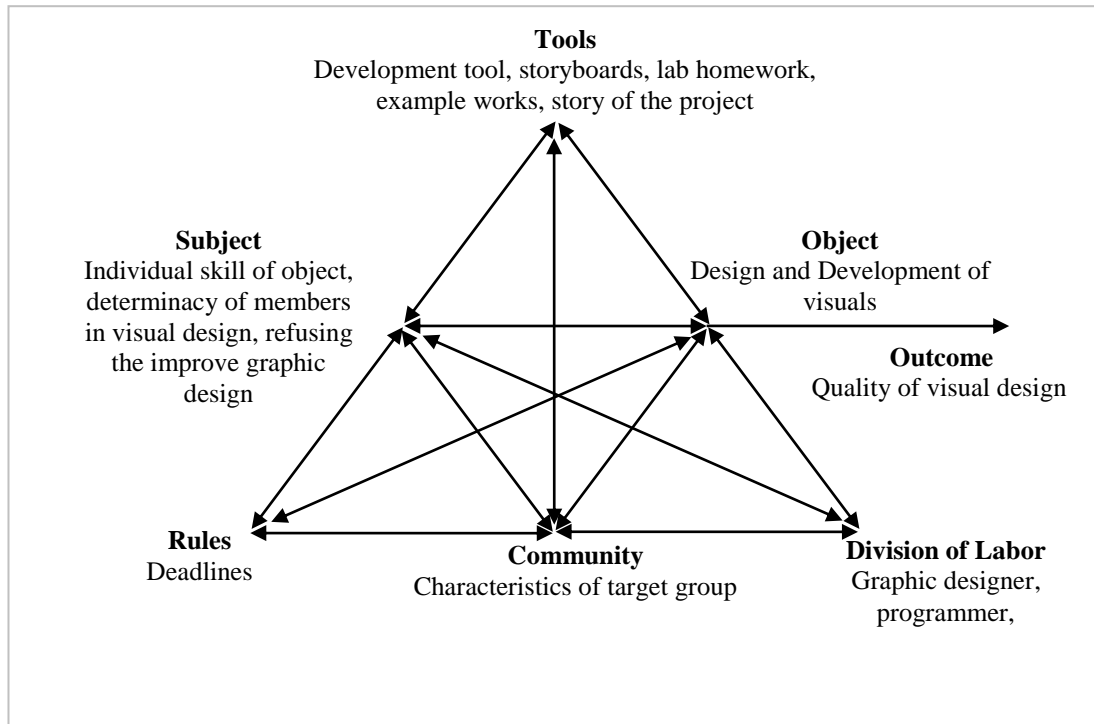 Tools
Development tool, storyboards, lab homework,
example works, story of the project
Subject
Individual skill of object,
determinacy of members
in visual design, refusing
the improve graphic
design
Object
Design and Development of
visuals
Outcome
Quality of visual design
Rules
Deadlines
Community
Characteristics of target group
Division of Labor
Graphic designer,
programmer,